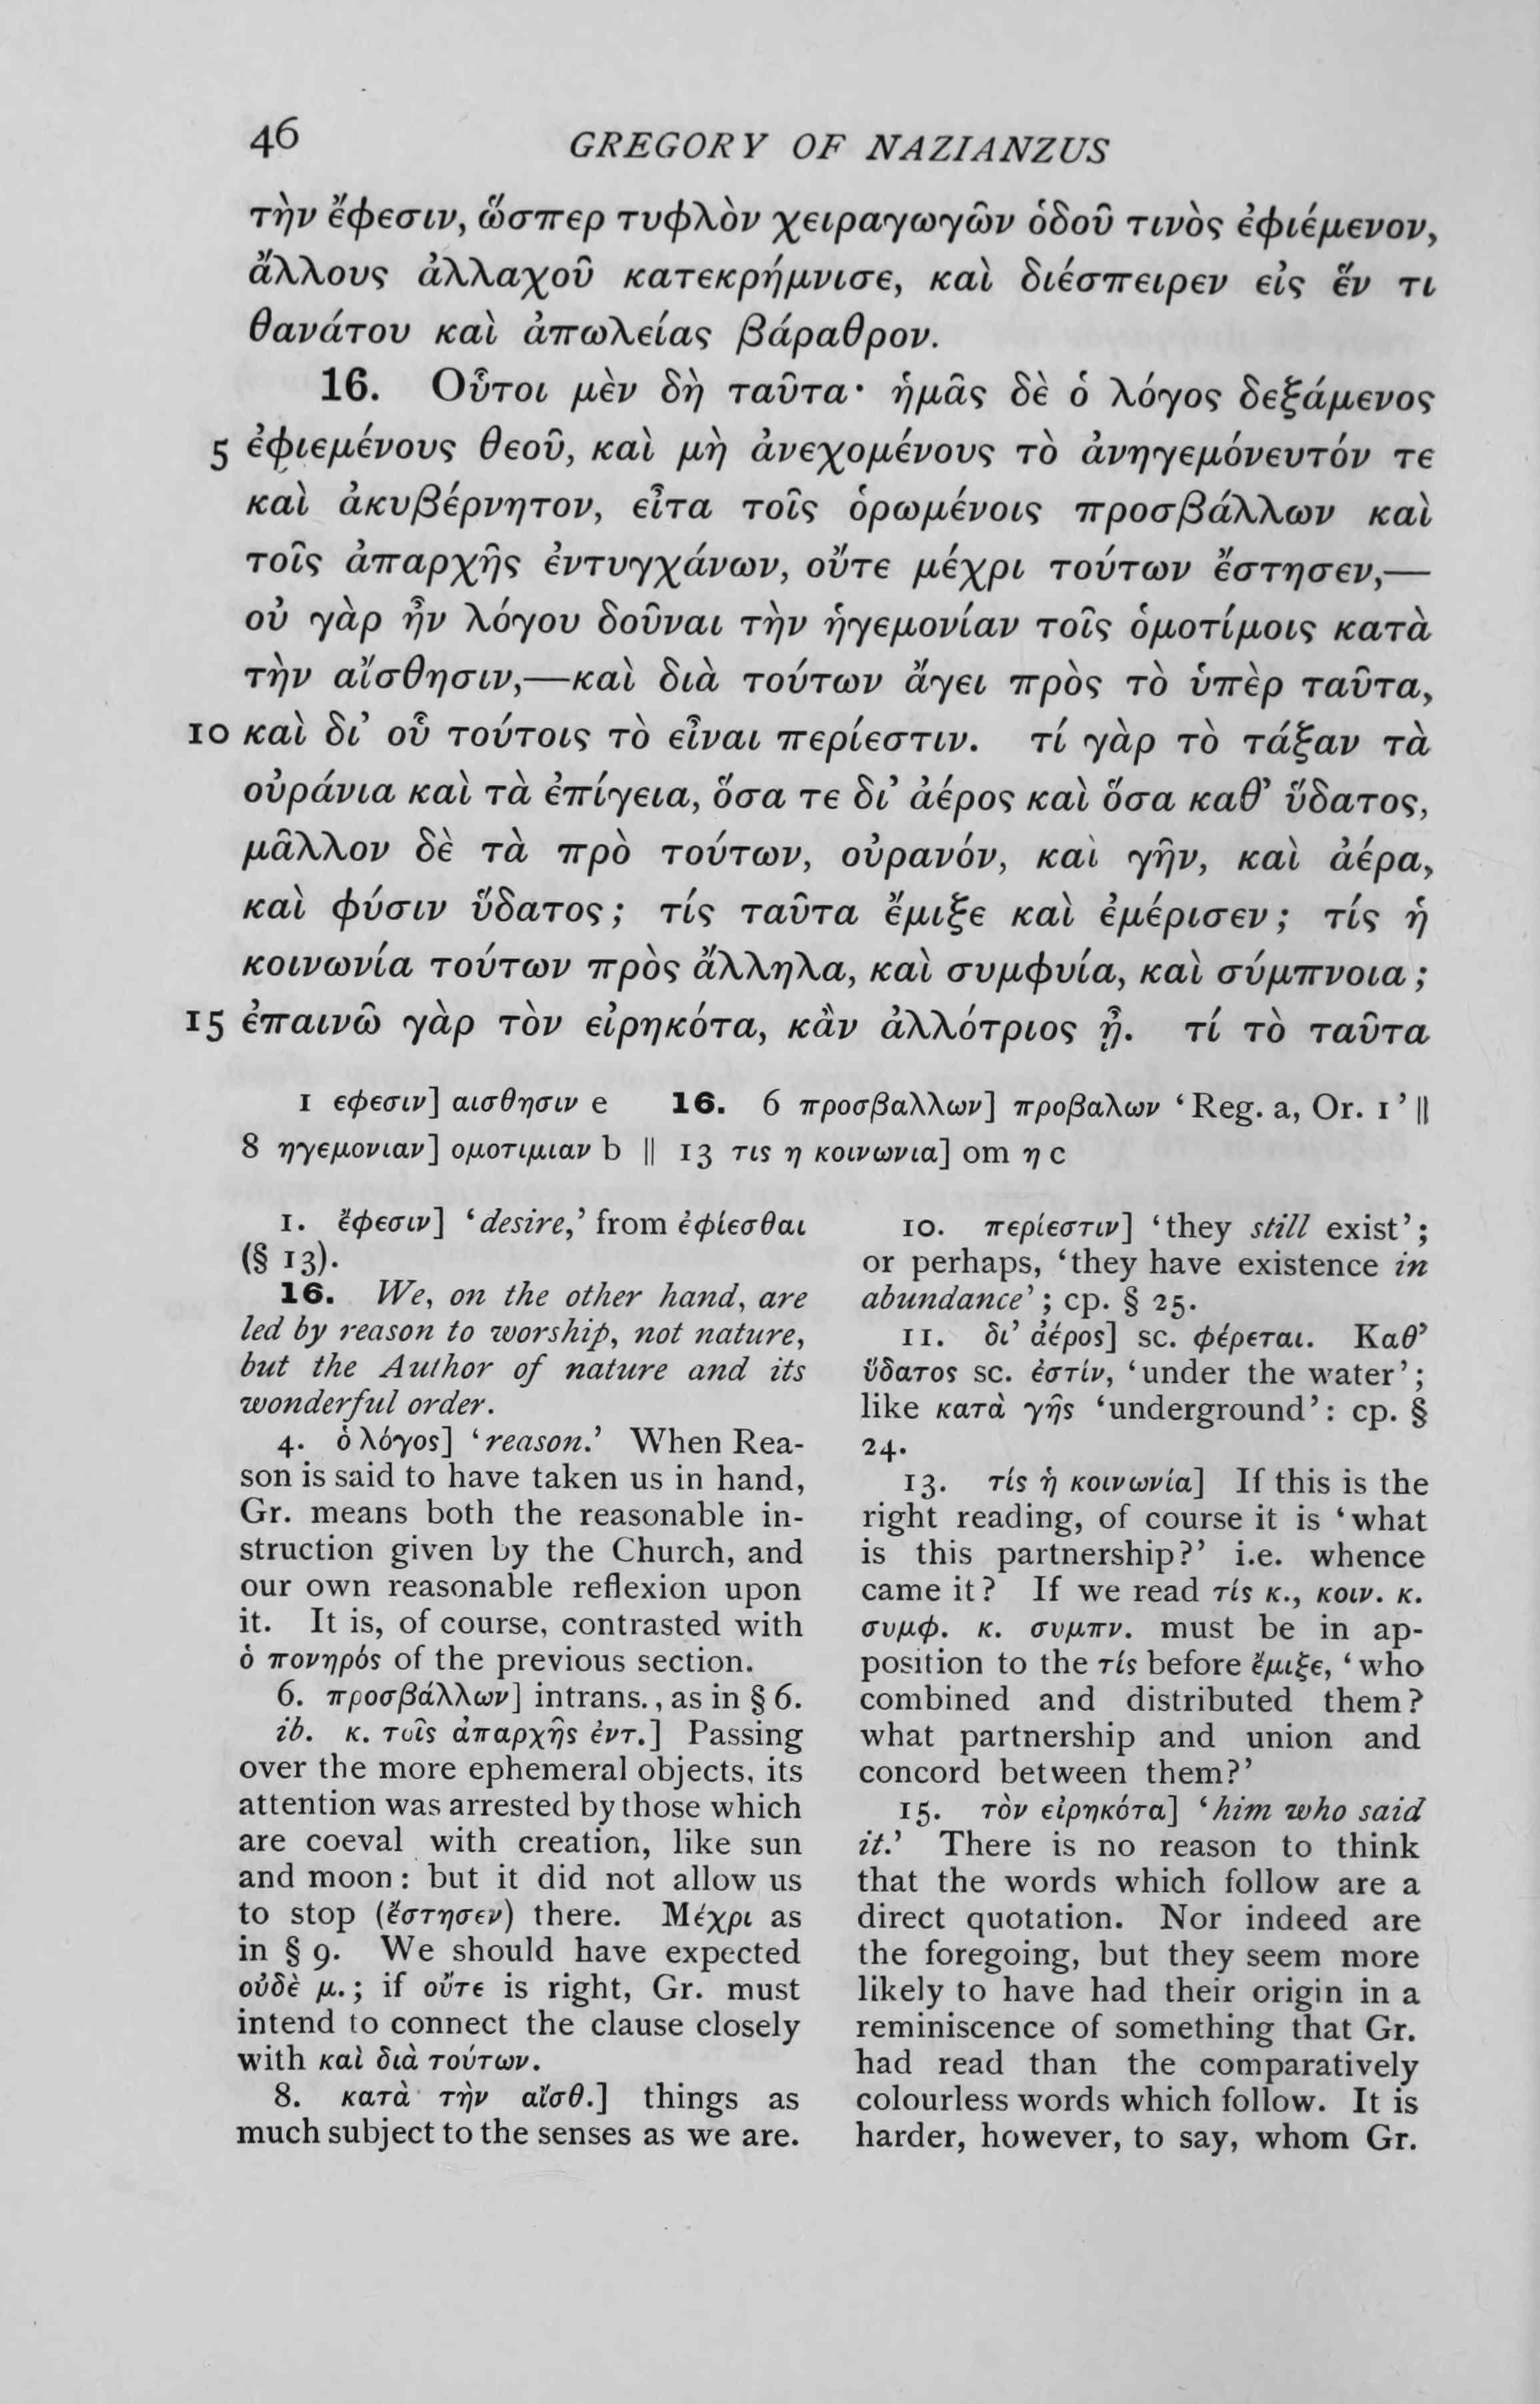 46 GREGORY OF NAZIANZUS
τὴν ἔφεσιν, ὥσπερ τυφλὸν χειραγωγῶν ὁδοῦ τινὸς ἐφιέμενον,
ἄλλους ἀλλαχοῦ κατεκρήμνισε, καὶ διέσπειρεν εἰς ἕν τι
θανάτου καὶ ἀπωλείας βάραθρον.
16. Οὗτοι μὲν δὴ ταῦτα· ἡμᾶς δὲ ὁ λόγος δεξάμενος
5 ἐφιεμένους θεοῦ, καὶ μὴ ἀνεχομένους τὸ ἀνηγεμόνευτόν τε
καὶ ἀκυβέρνητον, εἶτα τοῖς ὁρωμένοις προσβάλλων καὶ
τοῖς ἀπαρχῆς ἐντυγχάνων, οὔτε μέχρι τούτων ἔστησεν,—
οὐ γὰρ ἦν λόγου δοῦναι τὴν ἡγεμονίαν τοῖς ὁμοτίμοις κατὰ
τὴν αἴσθησιν,—καὶ διὰ τούτων ἄγει πρὸς τὸ ὑπὲρ ταῦτα,
10 καὶ δι’ οὗ τούτοις τὸ εἶναι περίεστιν. τί γὰρ τὸ τάξαν τὰ
οὐράνια καὶ τὰ ἐπίγεια, ὅσα τε δι’ ἀέρος καὶ ὅσα καθ’ ὕδατος,
μᾶλλον δὲ τὰ πρὸ τούτων, οὐρανόν, καὶ γῆν, καὶ ἀέρα,
καὶ φύσιν ὕδατος; τίς ταῦτα ἔμιξε καὶ ἐμέρισεν; τίς ἡ
κοινωνία τούτων πρὸς ἄλληλα, καὶ συμφυία, καὶ σύμπνοια;
15 ἐπαινῶ γὰρ τὸν εἰρηκότα, κἂν ἀλλότριος ᾖ. τί τὸ ταῦτα
1 εφεσιν] αισθησιν e 16. 6 προσβαλλων] προβαλων ‘Reg. a, Or. 1’ ||
8 ηγεμονιαν] ομοτιμιαν b || 13 τις η κοινωνια] om η c
1. ἔφεσιν] ‘desire,’ from ἐφίεσθαι
(§ 13).
16. We, on the other hand, are
led by reason to worship, not nature,
but the Author of nature and its
wonderful order.
4. ὁ λόγος] ‘reason.’ When Rea-
son is said to have taken us in hand,
Gr. means both the reasonable in-
struction given by the Church, and
our own reasonable reflexion upon
it. It is, of course, contrasted with
ὁ πονηρός of the previous section.
6. προσβάλλων] intrans., as in § 6.
ib. κ. τοῖς ἀπαρχῆς ἐντ.] Passing
over the more ephemeral objects, its
attention was arrested by those which
are coeval with creation, like sun
and moon: but it did not allow us
to stop (ἔστησεν) there. Μέχρι as
in § 9. We should have expected
οὐδὲ μ.; if οὔτε is right, Gr. must
intend to connect the clause closely
with καὶ διὰ τούτων.
8. κατὰ τὴν αἴσθ.] things as
much subject to the senses as we are.
10. περίεστιν] ‘they still exist’;
or perhaps, ‘they have existence in
abundance’; cp. § 25.
11. δι’ ἀέρος] sc. φέρεται. Καθ’
ὕδατος sc. ἐστίν, ‘under the water’;
like κατὰ γῆς ‘underground’: cp. §
24.
13. τίς ἡ κοινωνία] If this is the
right reading, of course it is ‘what
is this partnership?’ i.e. whence
came it? If we read τίς κ., κοιν. κ.
συμφ. κ. συμπν. must be in ap-
position to the τίς before ἔμιξε, ‘who
combined and distributed them?
what partnership and union and
concord between them?’
15. τὸν εἰρηκότα] ‘him who said
it.’ There is no reason to think
that the words which follow are a
direct quotation. Nor indeed are
the foregoing, but they seem more
likely to have had their origin in a
reminiscence of something that Gr.
had read than the comparatively
colourless words which follow. It is
harder, however, to say, whom Gr.